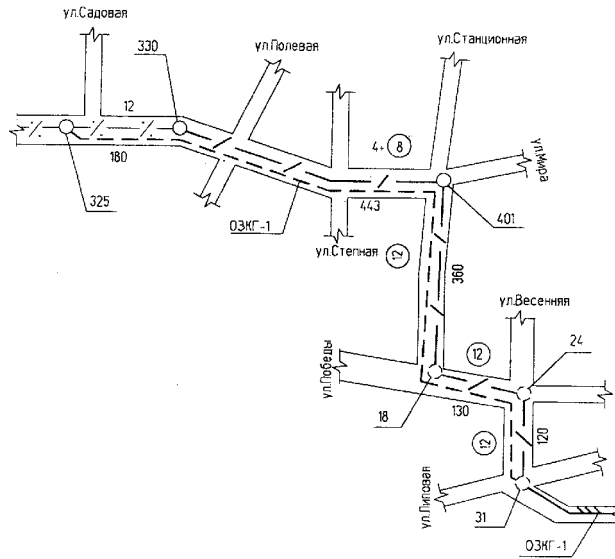 ул.Садовая
330
ул.Полевая
ул.Станционная
12
4+ 8
ул.Мира
180
325
ОЗКГ-1
443
401
ул.Степная
12
360
ул.Весенняя
ул.Победы
12
24
18
130
12
120
ул.Липовая
31
ОЗКГ-1